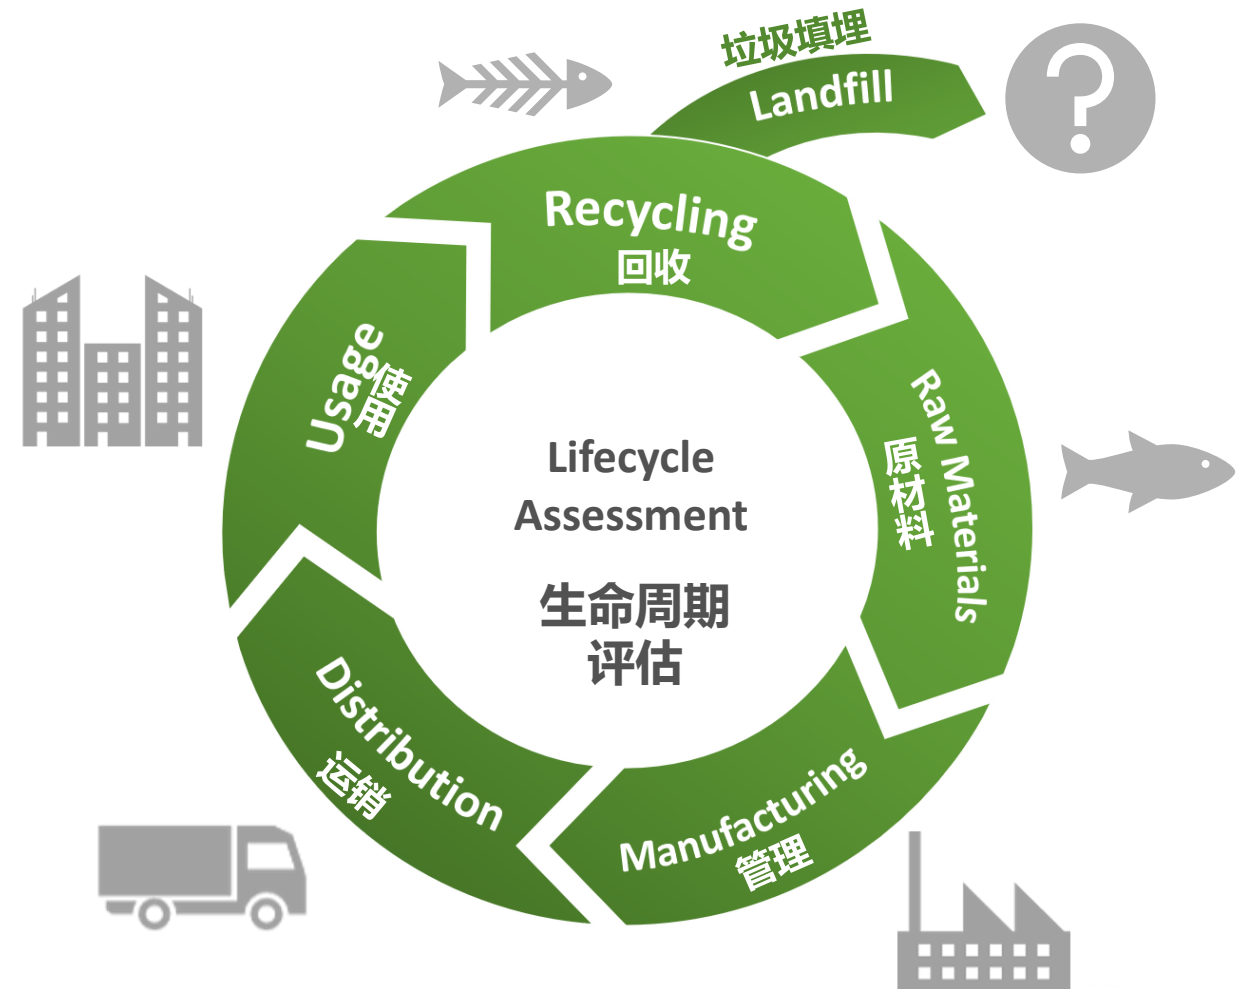 垃圾填埋
Landfill
Recycling
回收
Raw Materials
原材料
Manufacturing
管理
Distribution
运销
Usage
使用
Lifecycle
Assessment
生命周期
评估